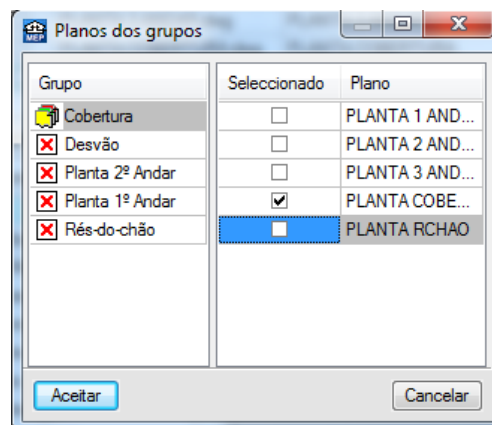 Planos dos grupos
Grupo Seleccionado Plano
Cobertura PLANTA 1 AND...
Desvão PLANTA 2 AND...
Planta 2º Andar PLANTA 3 AND...
Planta 1º Andar PLANTA COBE...
Rés-do-chão PLANTA RCHAO
Aceitar Cancelar